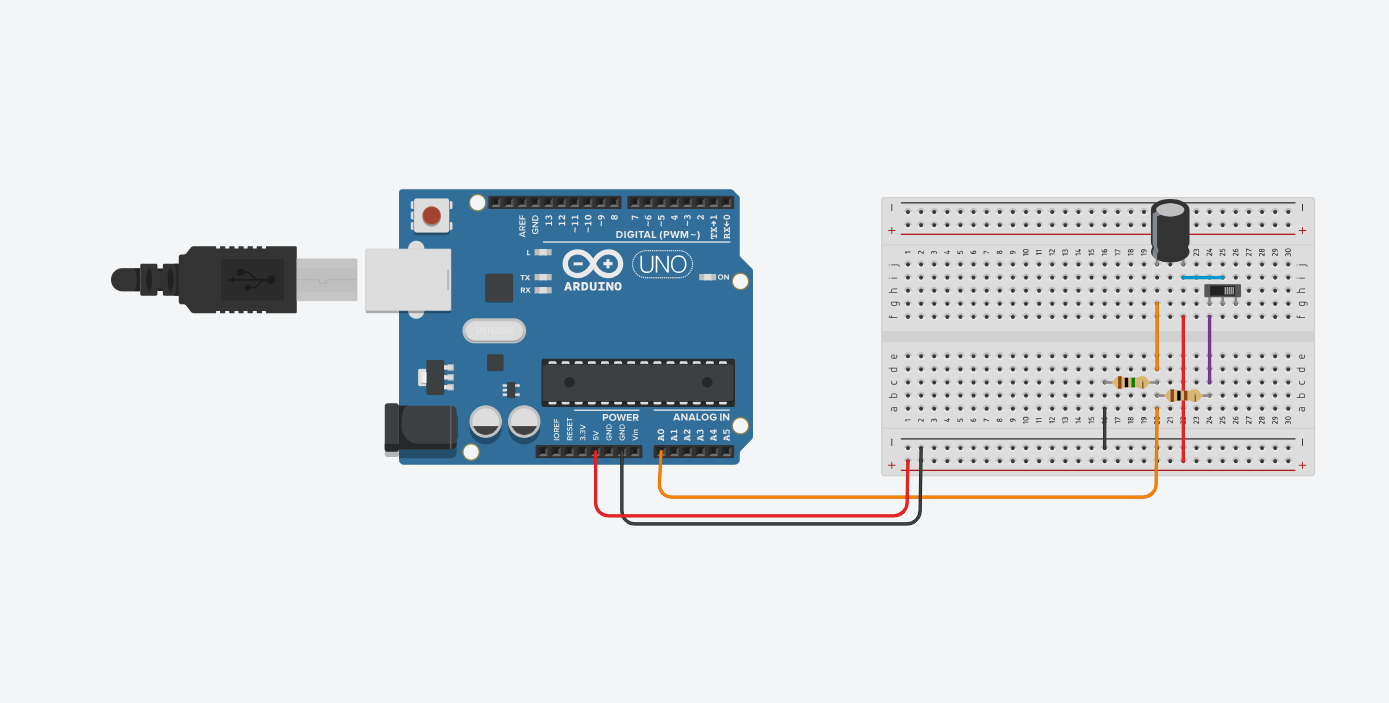 AREF
GND
13
12
~11
~10
~9
8
7
~6
~5
4
~3
2
TX→1
RX←0
DIGITAL (PWM~)
L
TX
RX
ARDUINO
UNO
ON
POWER
ANALOG IN
IOREF
RESET
3.3V
5V
GND
GND
Vin
A0
A1
A2
A3
A4
A5
− −
+ +
1 2 3 4 5 6 7 8 9 10 11 12 13 14 15 16 17 18 19 23 24 25 26 27 28 29 30
j j
i i
h h
g g
f f
e e
d d
c c
b b
a a
1 2 3 4 5 6 7 8 9 10 11 12 13 14 15 16 17 18 19 20 21 22 23 24 25 26 27 28 29 30
− −
+ +